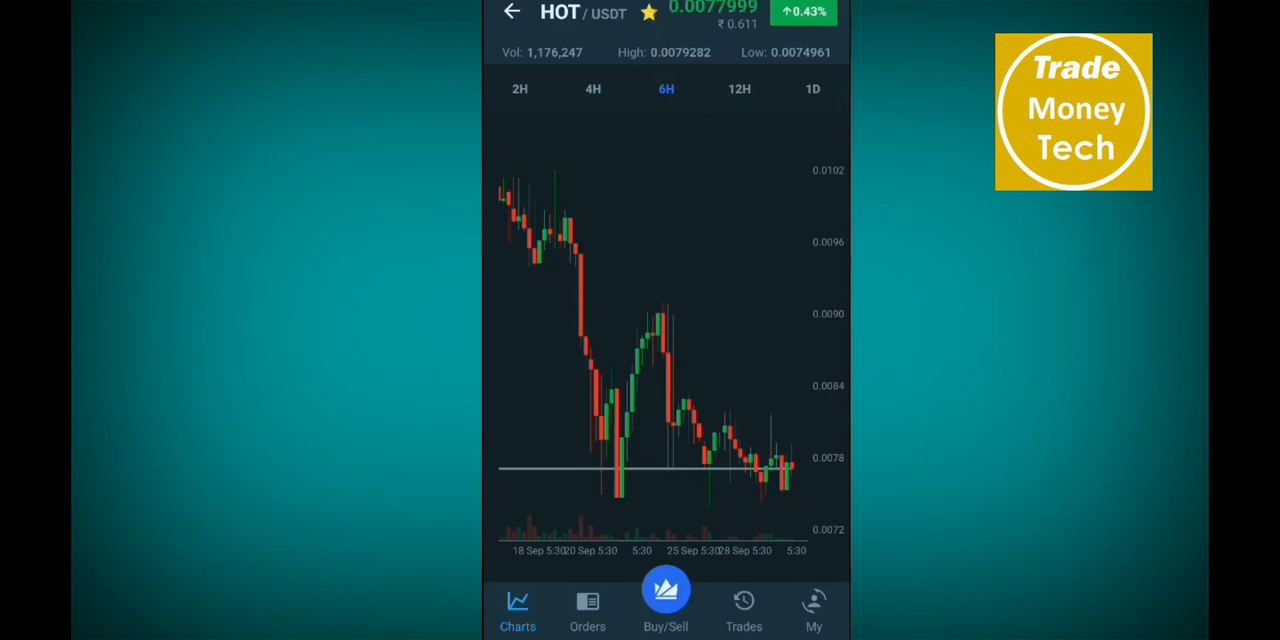 HOT / USDT
0.0077999
₹ 0.611
↑0.43%
Vol: 1,176,247 High: 0.0079282 Low: 0.0074961
2H 4H 6H 12H 1D
0.0102
0.0096
0.0090
0.0084
0.0078
0.0072
18 Sep 5:30 20 Sep 5:30 5:30 25 Sep 5:30 28 Sep 5:30 5:30
Charts Orders Buy/Sell Trades My
Trade
Money
Tech